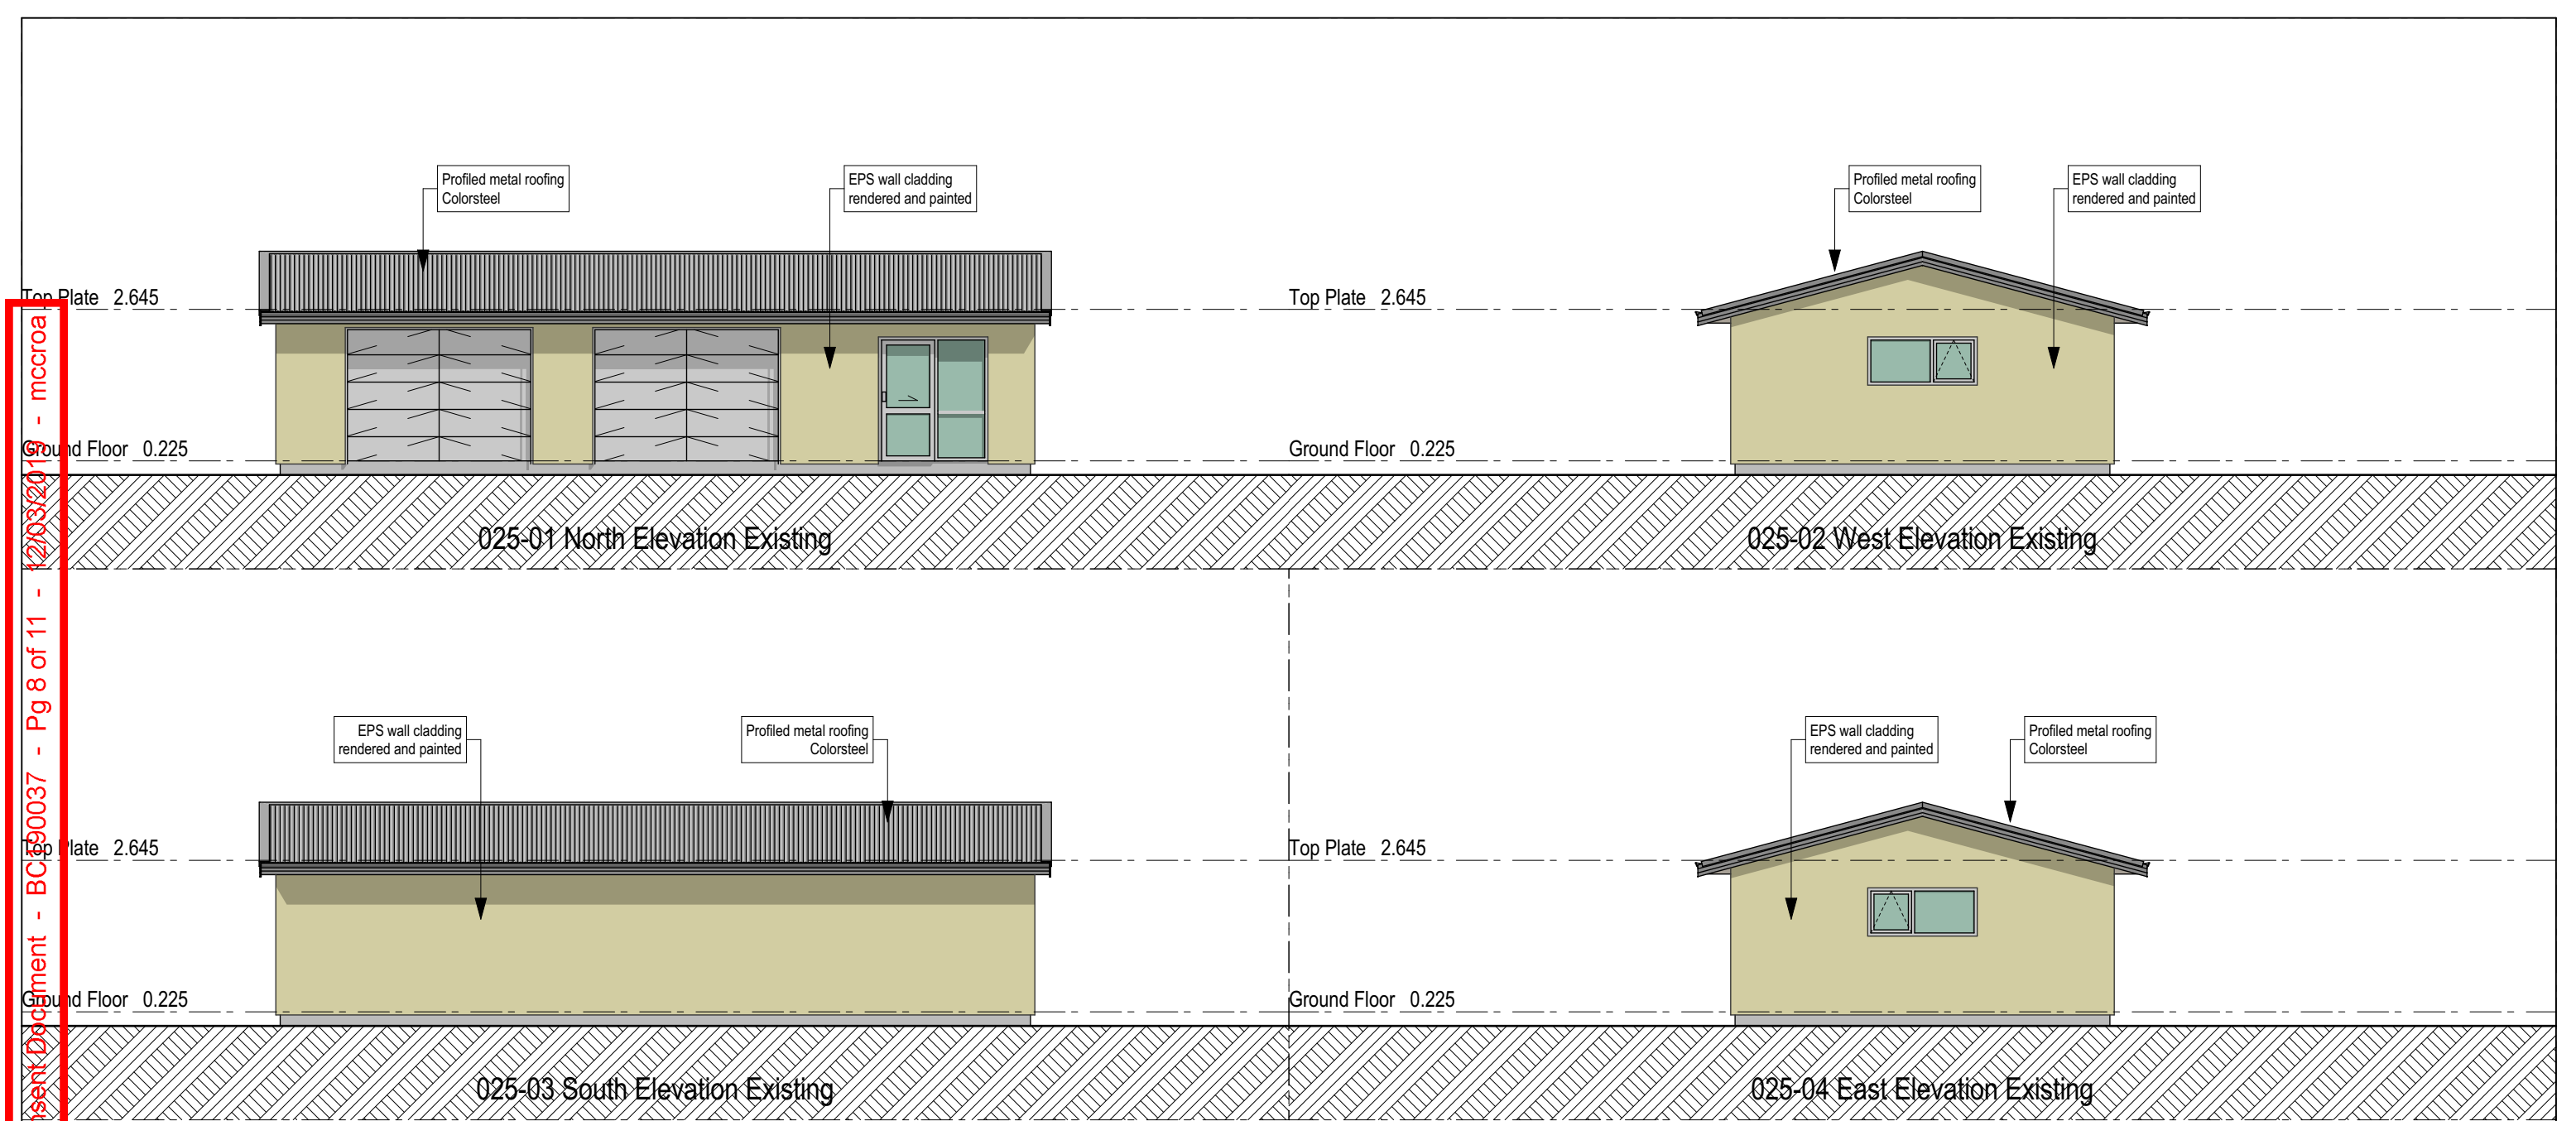 Profiled metal roofing
Colorsteel
EPS wall cladding
rendered and painted
Top Plate 2.645
Ground Floor 0.225
025-01 North Elevation Existing
Profiled metal roofing
Colorsteel
EPS wall cladding
rendered and painted
Top Plate 2.645
Ground Floor 0.225
025-02 West Elevation Existing
EPS wall cladding
rendered and painted
Profiled metal roofing
Colorsteel
Top Plate 2.645
Ground Floor 0.225
025-03 South Elevation Existing
EPS wall cladding
rendered and painted
Profiled metal roofing
Colorsteel
Top Plate 2.645
Ground Floor 0.225
025-04 East Elevation Existing
nsent Document - BC190037 - Pg 8 of 11 - 12/03/2019 - mccroa